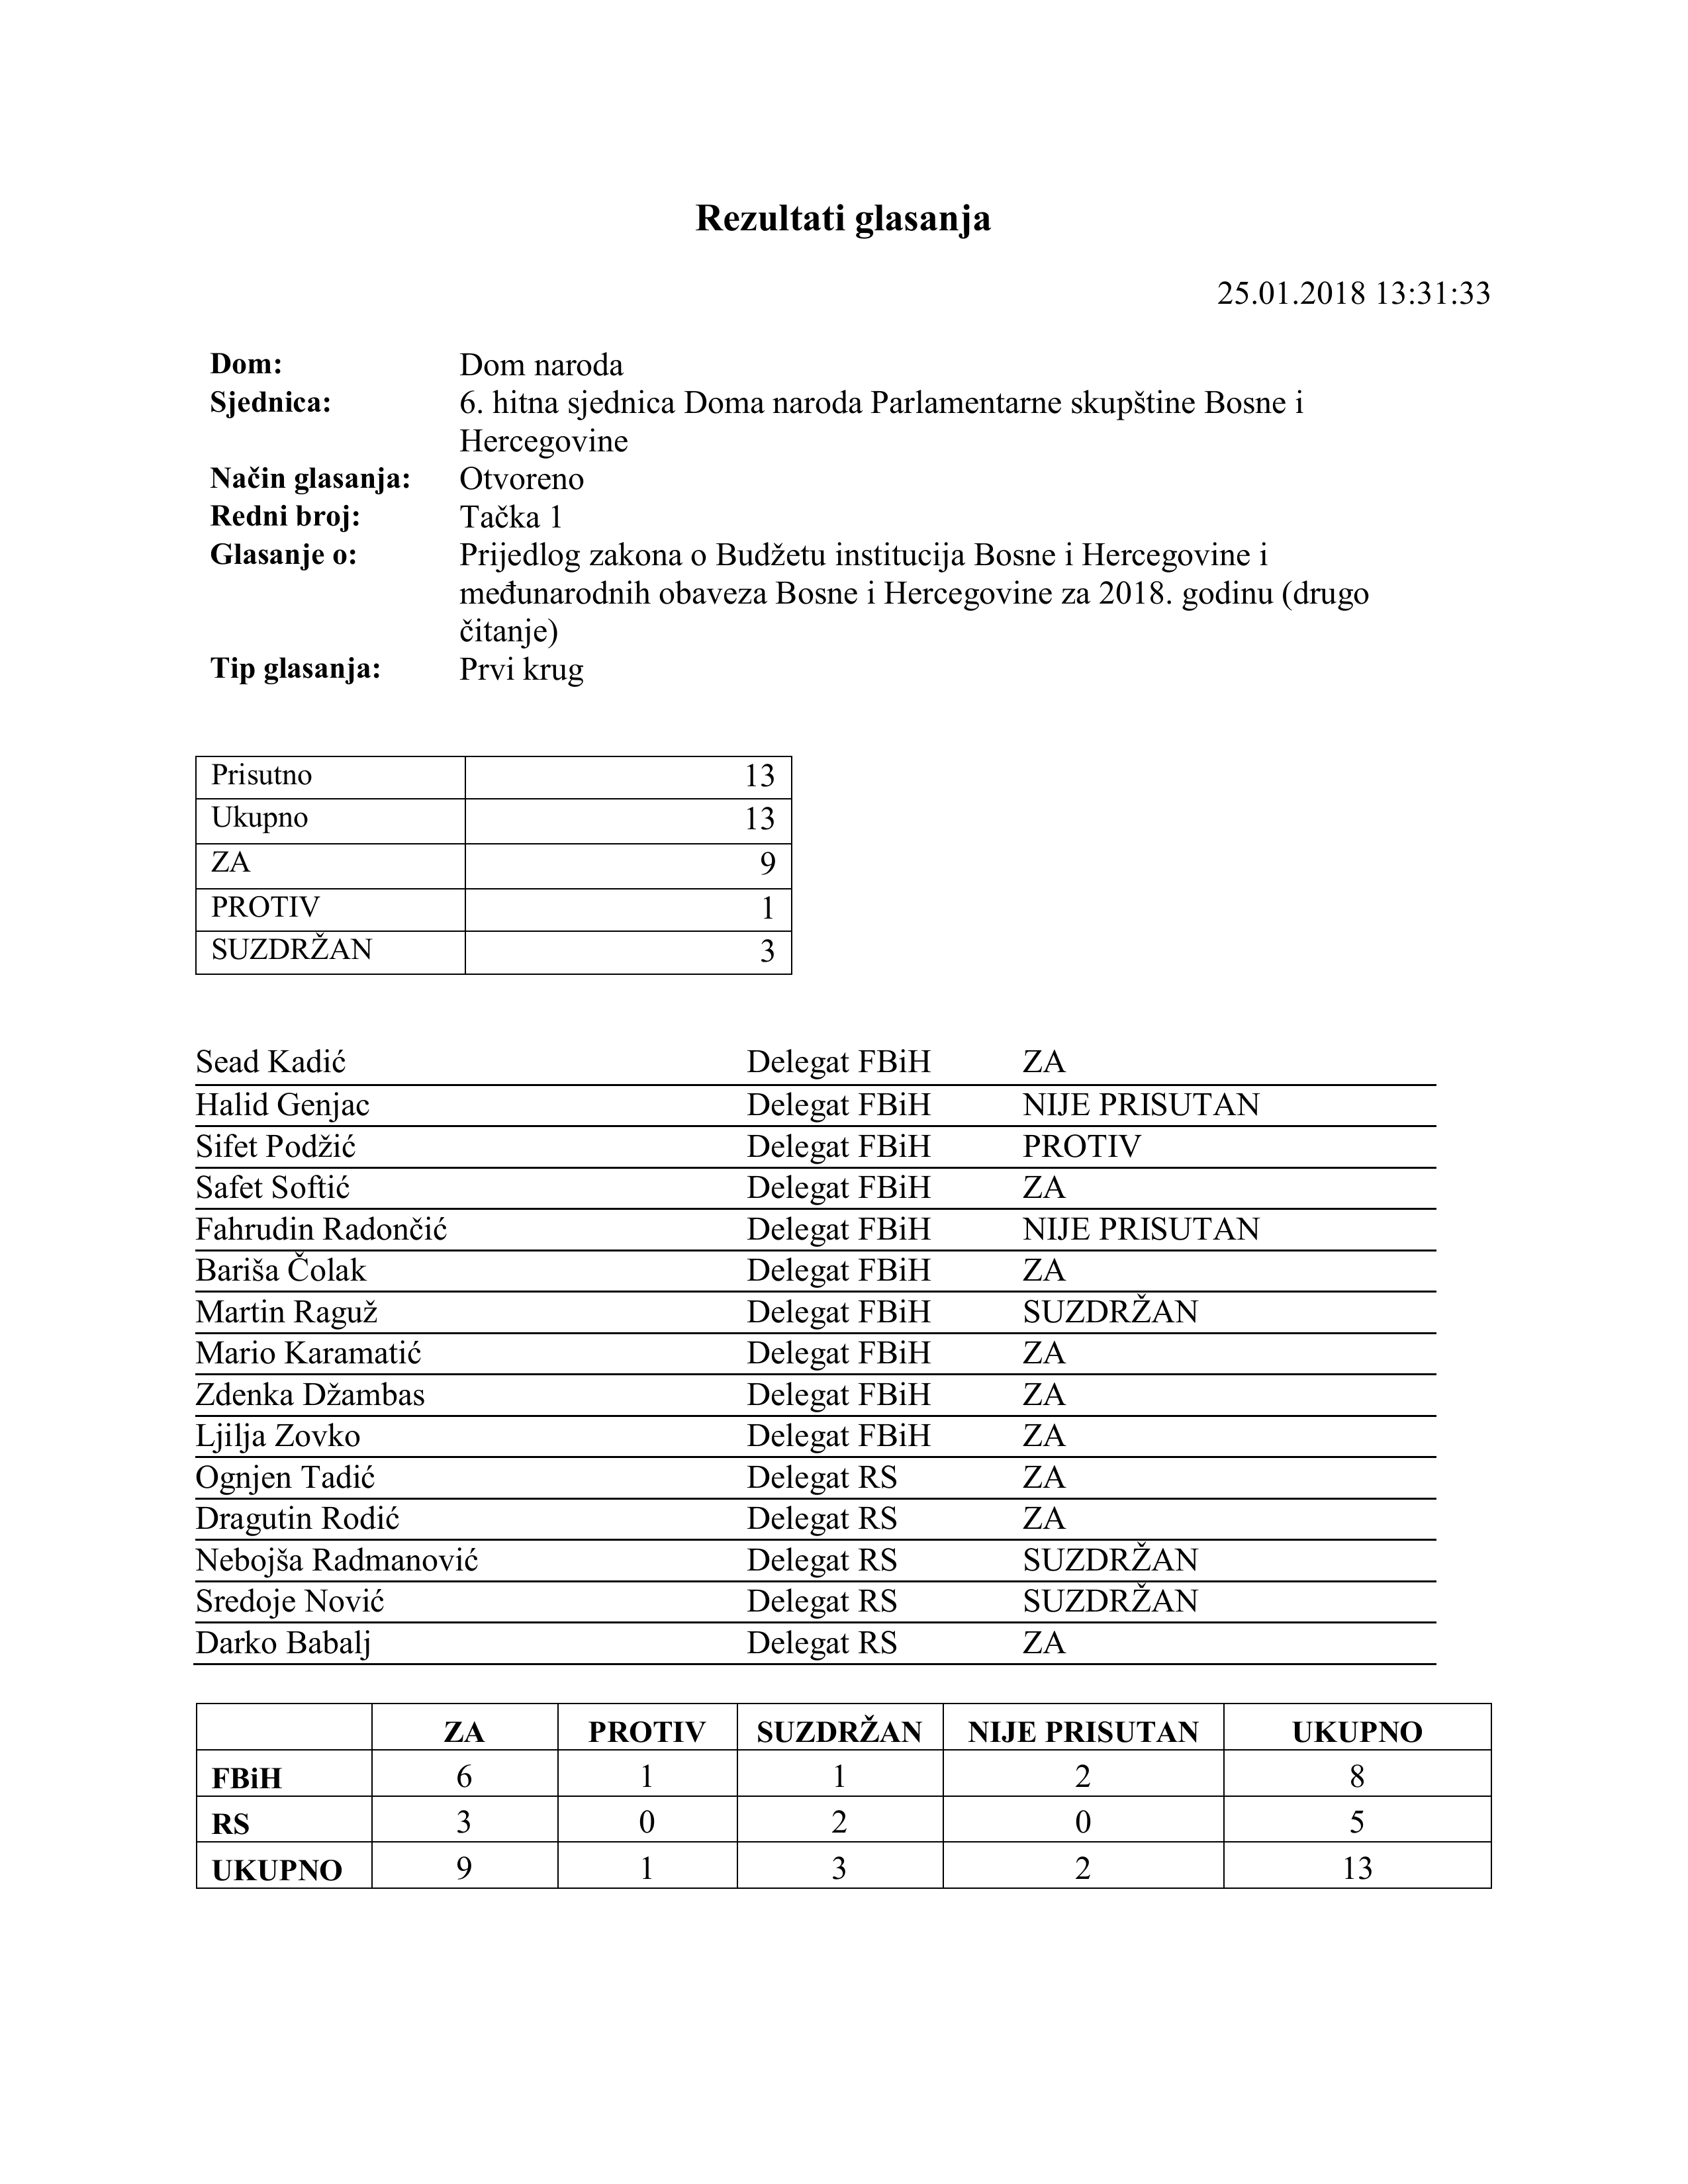 Rezultati glasanja
25.01.2018 13:31:33
Dom: Dom naroda
Sjednica: 6. hitna sjednica Doma naroda Parlamentarne skupštine Bosne i
Hercegovine
Način glasanja: Otvoreno
Redni broj: Tačka 1
Glasanje o: Prijedlog zakona o Budžetu institucija Bosne i Hercegovine i
međunarodnih obaveza Bosne i Hercegovine za 2018. godinu (drugo
čitanje)
Tip glasanja: Prvi krug
Prisutno 13
Ukupno 13
ZA 9
PROTIV 1
SUZDRŽAN 3
Sead Kadić Delegat FBiH ZA
Halid Genjac Delegat FBiH NIJE PRISUTAN
Sifet Podžić Delegat FBiH PROTIV
Safet Softić Delegat FBiH ZA
Fahrudin Radončić Delegat FBiH NIJE PRISUTAN
Bariša Čolak Delegat FBiH ZA
Martin Raguž Delegat FBiH SUZDRŽAN
Mario Karamatić Delegat FBiH ZA
Zdenka Džambas Delegat FBiH ZA
Ljilja Zovko Delegat FBiH ZA
Ognjen Tadić Delegat RS ZA
Dragutin Rodić Delegat RS ZA
Nebojša Radmanović Delegat RS SUZDRŽAN
Sredoje Nović Delegat RS SUZDRŽAN
Darko Babalj Delegat RS ZA
ZA PROTIV SUZDRŽAN NIJE PRISUTAN UKUPNO
FBiH 6 1 1 2 8
RS 3 0 2 0 5
UKUPNO 9 1 3 2 13